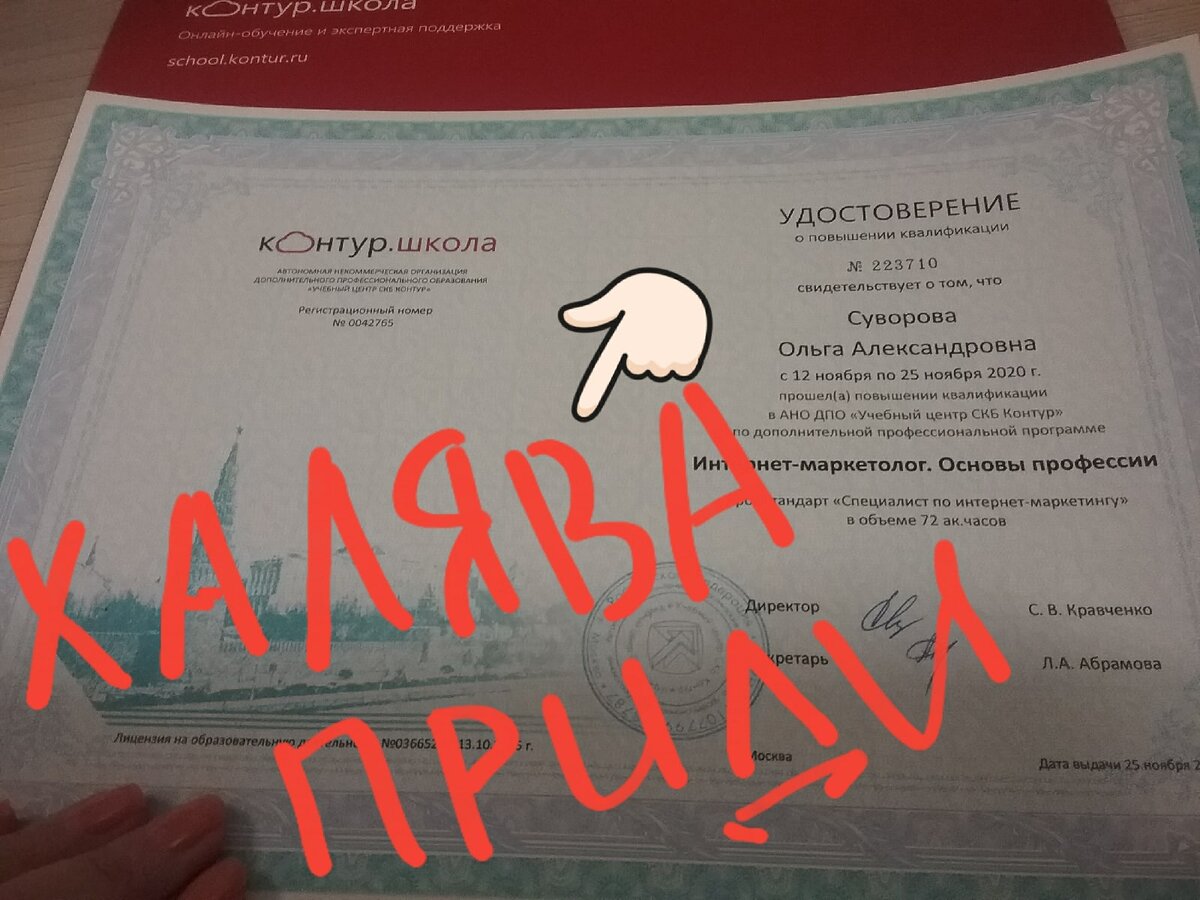 контур.школа
Онлайн-обучение и экспертная поддержка
school.kontur.ru
контур.школа
АВТОНОМНАЯ НЕКОММЕРЧЕСКАЯ ОРГАНИЗАЦИЯ
ДОПОЛНИТЕЛЬНОГО ПРОФЕССИОНАЛЬНОГО ОБРАЗОВАНИЯ
«УЧЕБНЫЙ ЦЕНТР СКБ КОНТУР»
Регистрационный номер
№ 0042765
УДОСТОВЕРЕНИЕ
о повышении квалификации
№ 223710
свидетельствует о том, что
Суворова
Ольга Александровна
с 12 ноября по 25 ноября 2020 г.
прошел(а) повышении квалификации
в АНО ДПО «Учебный центр СКБ Контур»
по дополнительной профессиональной программе
Интернет-маркетолог. Основы профессии
«Специалист по интернет-маркетингу»
в объеме 72 ак.часов
ХАЛЯВА
ПРИДИ
Директор С. В. Кравченко
Л.А. Абрамова
Лицензия на образовательную
Москва
Дата выдачи 25 ноября